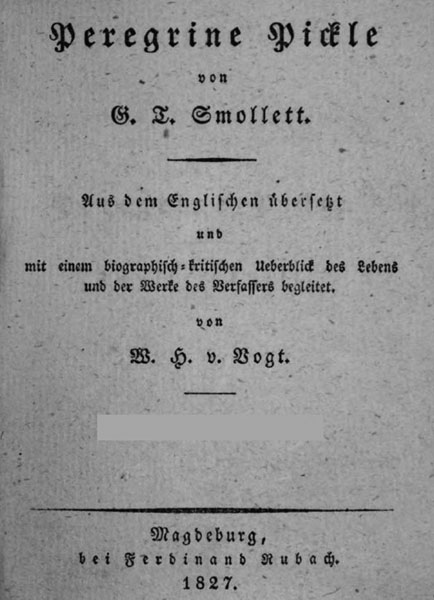 Peregrine Pickle
von
G. T. Smollett.
Aus dem Englischen übersetzt
und
mit einem biographisch-kritischen Ueberblick des Lebens
und der Werke des Verfassers begleitet.
von
W. H. v. Vogt.
Magdeburg,
bei Ferdinand Rubach.
1827.